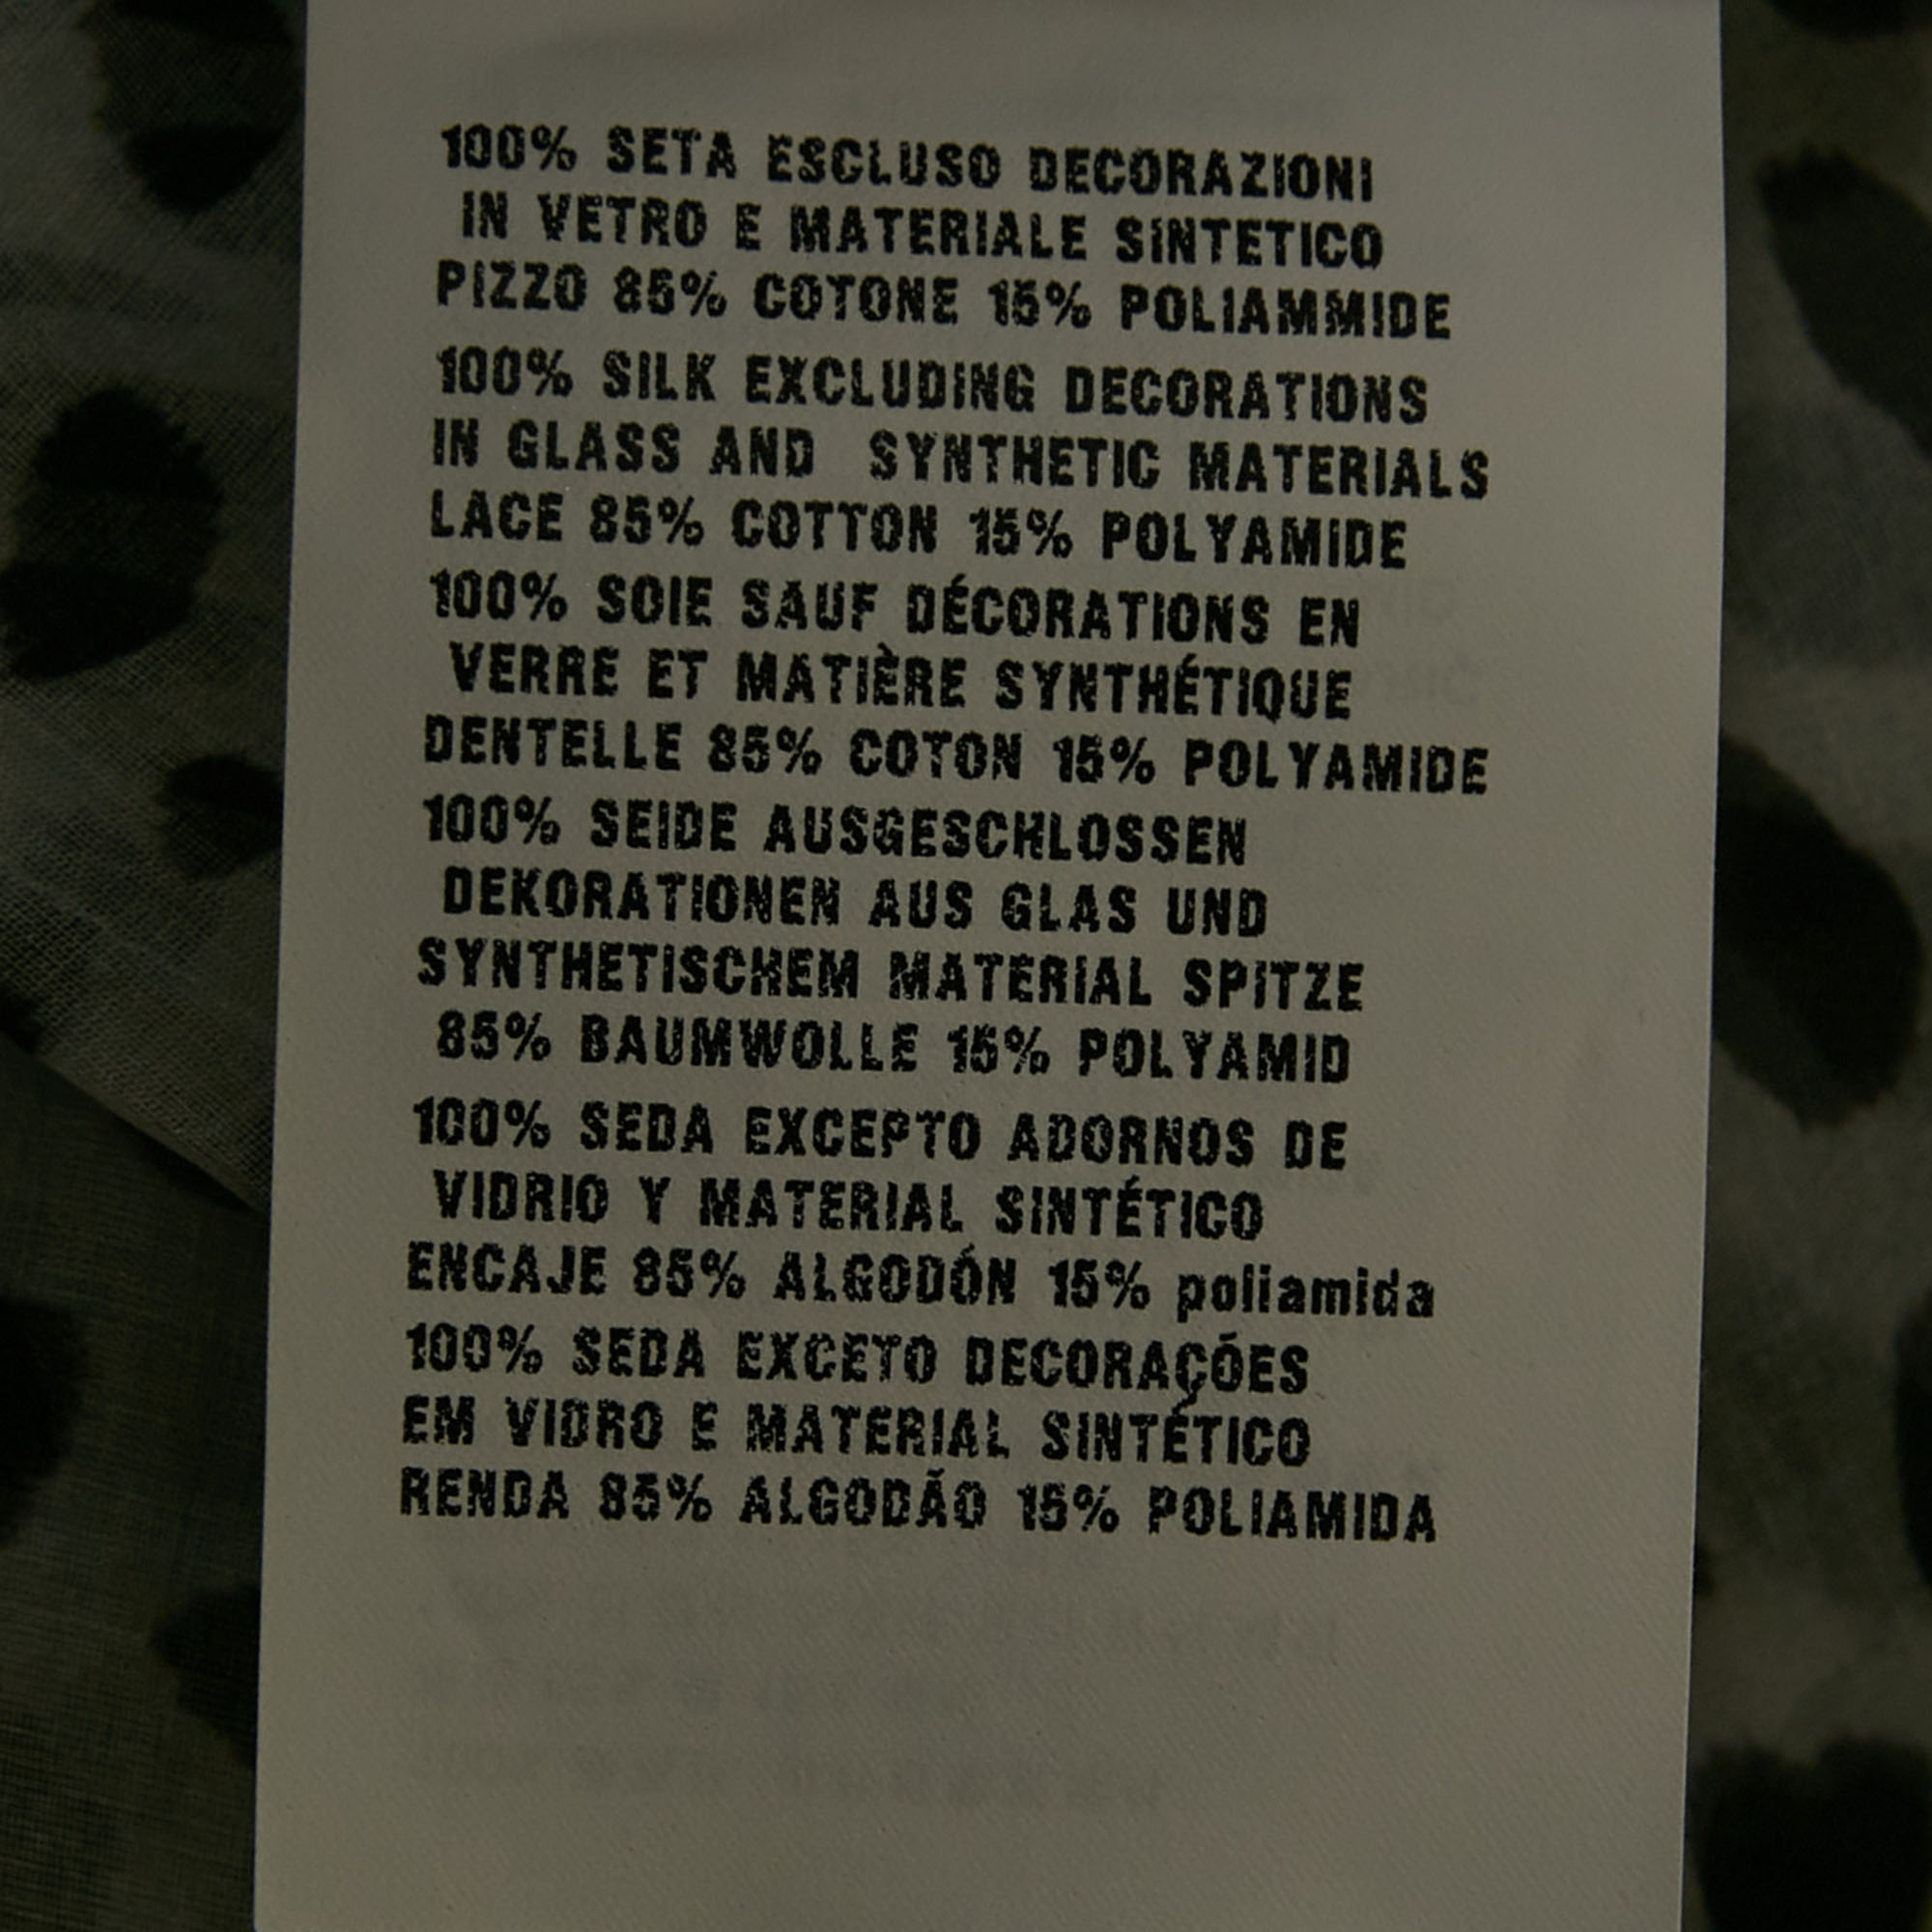 100% SETA ESCLUSO DECORAZIONI
IN VETRO E MATERIALE SINTETICO
PIZZO 85% COTONE 15% POLIAMMIDE
100% SILK EXCLUDING DECORATIONS
IN GLASS AND SYNTHETIC MATERIALS
LACE 85% COTTON 15% POLYAMIDE
100% SOIE SAUF DÉCORATIONS EN
VERRE ET MATIÈRE SYNTHÉTIQUE
DENTELLE 85% COTON 15% POLYAMIDE
100% SEIDE AUSGESCHLOSSEN
DEKORATIONEN AUS GLAS UND
SYNTHETISCHEM MATERIAL SPITZE
85% BAUMWOLLE 15% POLYAMID
100% SEDA EXCEPTO ADORNOS DE
VIDRIO Y MATERIAL SINTÉTICO
ENCAJE 85% ALGODÓN 15% poliamida
100% SEDA EXCETO DECORAÇÕES
EM VIDRO E MATERIAL SINTÉTICO
RENDA 85% ALGODÃO 15% POLIAMIDA